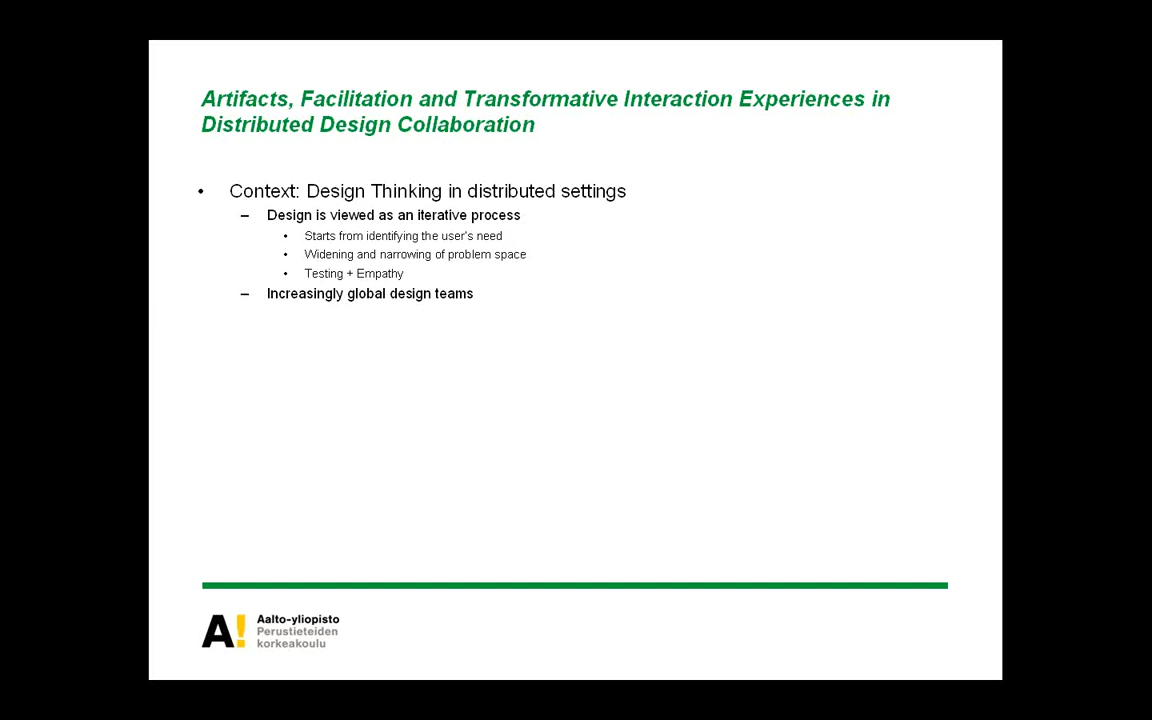 Artifacts, Facilitation and Transformative Interaction Experiences in
Distributed Design Collaboration
• Context: Design Thinking in distributed settings
– Design is viewed as an iterative process
• Starts from identifying the user's need
• Widening and narrowing of problem space
• Testing + Empathy
– Increasingly global design teams
A!
Aalto-yliopisto
Perustieteiden
korkeakoulu